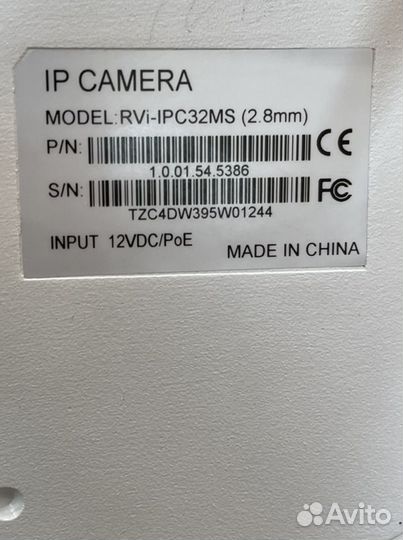 IP CAMERA
MODEL:RVi-IPC32MS (2.8mm)
P/N:
1.0.01.54.5386
CE
S/N:
TZC4DW395W01244
FC
INPUT 12VDC/PoE
MADE IN CHINA
Avito